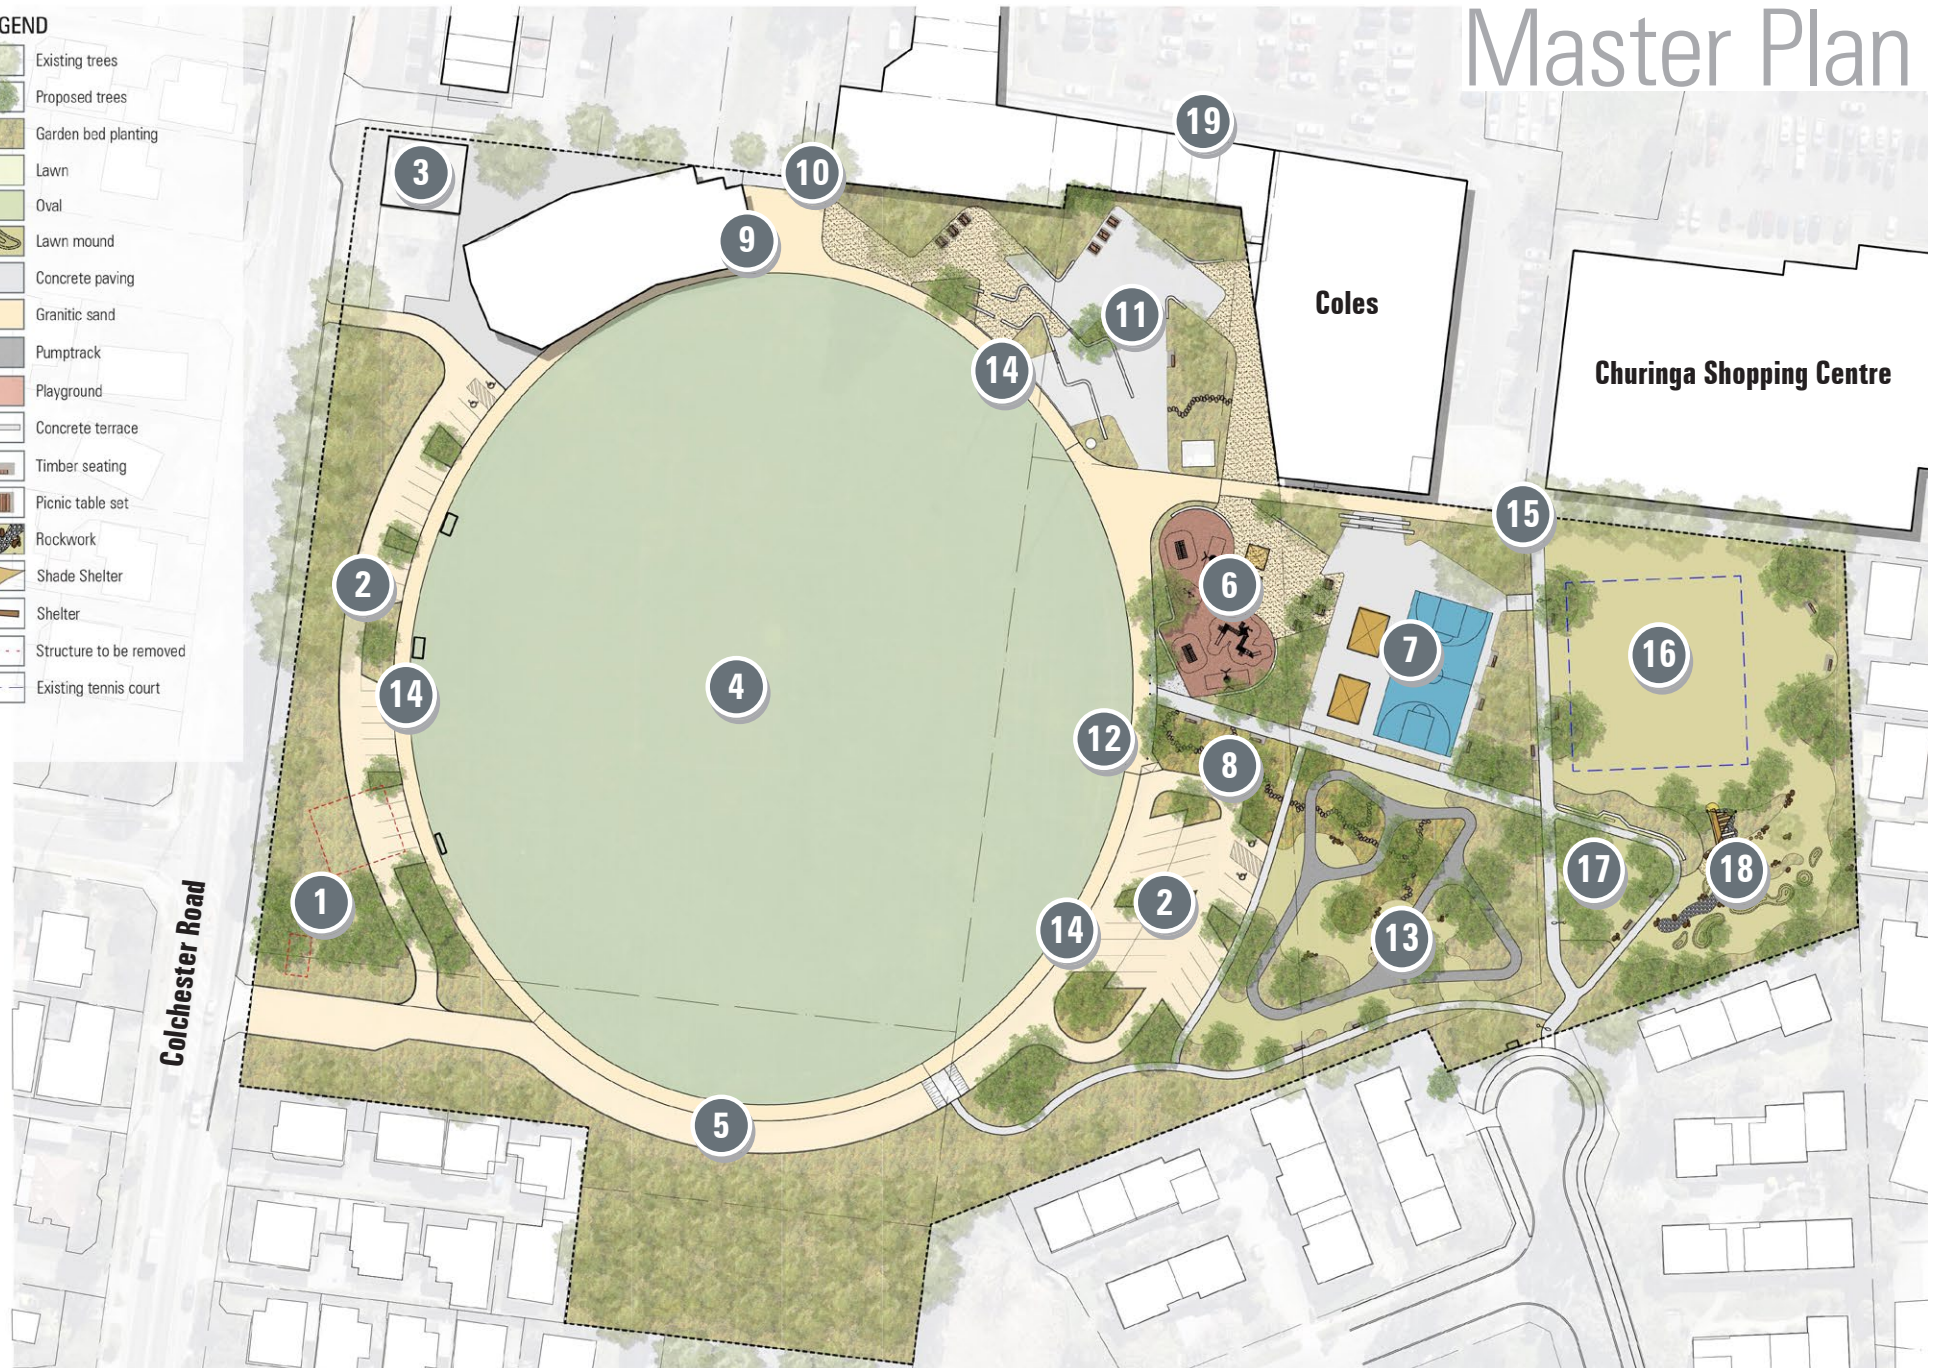 Master Plan
GEND
Existing trees
Proposed trees
Garden bed planting
Lawn
Oval
Lawn mound
Concrete paving
Granitic sand
Pumptrack
Playground
Concrete terrace
Timber seating
Picnic table set
Rockwork
Shade Shelter
Shelter
Structure to be removed
Existing tennis court
19
3
10
9
Coles
11
Churinga Shopping Centre
14
15
2
6
7
16
4
14
12
8
1
17
18
2
14
13
Colchester Road
5